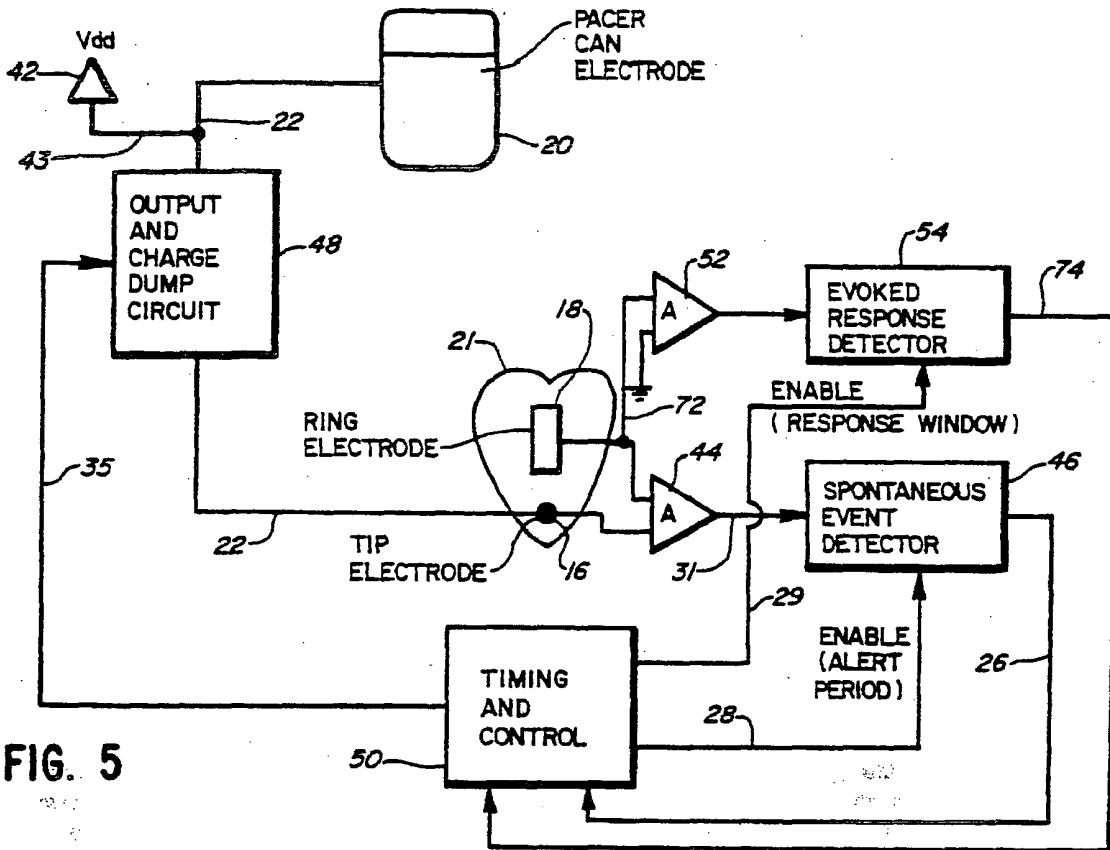 Vdd
42
43
22
PACER
CAN
ELECTRODE
20
OUTPUT
AND
CHARGE
DUMP
CIRCUIT
48
35
22
21
18
RING
ELECTRODE
TIP
ELECTRODE
16
72
52
A
44
A
31
54
EVOKED
RESPONSE
DETECTOR
74
ENABLE
(RESPONSE WINDOW)
46
SPONTANEOUS
EVENT
DETECTOR
29
ENABLE
(ALERT
PERIOD)
26
28
TIMING
AND
CONTROL
50
FIG. 5